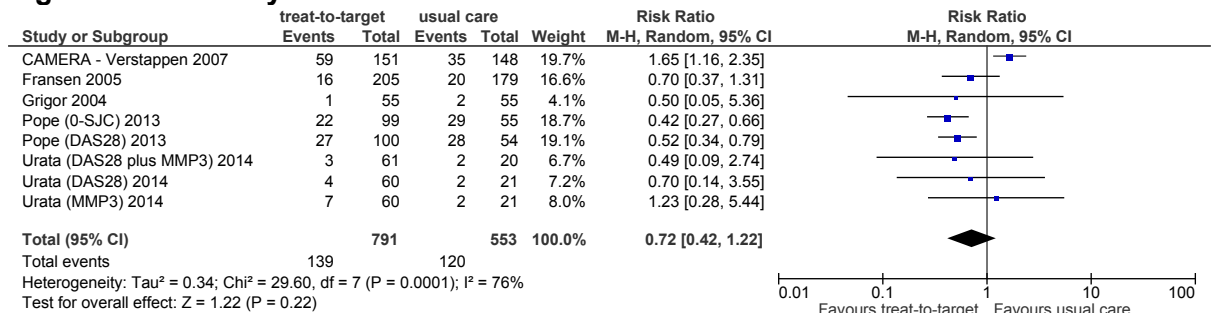 treat-to-target usual care Risk Ratio Risk Ratio
Study or Subgroup Events Total Events Total Weight M-H, Random, 95% CI M-H, Random, 95% CI
CAMERA - Verstappen 2007 59 151 35 148 19.7% 1.65 [1.16, 2.35]
Fransen 2005 16 205 20 179 16.6% 0.70 [0.37, 1.31]
Grigor 2004 1 55 2 55 4.1% 0.50 [0.05, 5.36]
Pope (0-SJC) 2013 22 99 29 55 18.7% 0.42 [0.27, 0.66]
Pope (DAS28) 2013 27 100 28 54 19.1% 0.52 [0.34, 0.79]
Urata (DAS28 plus MMP3) 2014 3 61 2 20 6.7% 0.49 [0.09, 2.74]
Urata (DAS28) 2014 4 60 2 21 7.2% 0.70 [0.14, 3.55]
Urata (MMP3) 2014 7 60 2 21 8.0% 1.23 [0.28, 5.44]
Total (95% CI) 791 553 100.0% 0.72 [0.42, 1.22]
Total events 139 120
Heterogeneity: Tau² = 0.34; Chi² = 29.60, df = 7 (P = 0.0001); I² = 76%
Test for overall effect: Z = 1.22 (P = 0.22)
0.01 0.1 1 10 100
Favours treat-to-target Favours usual care